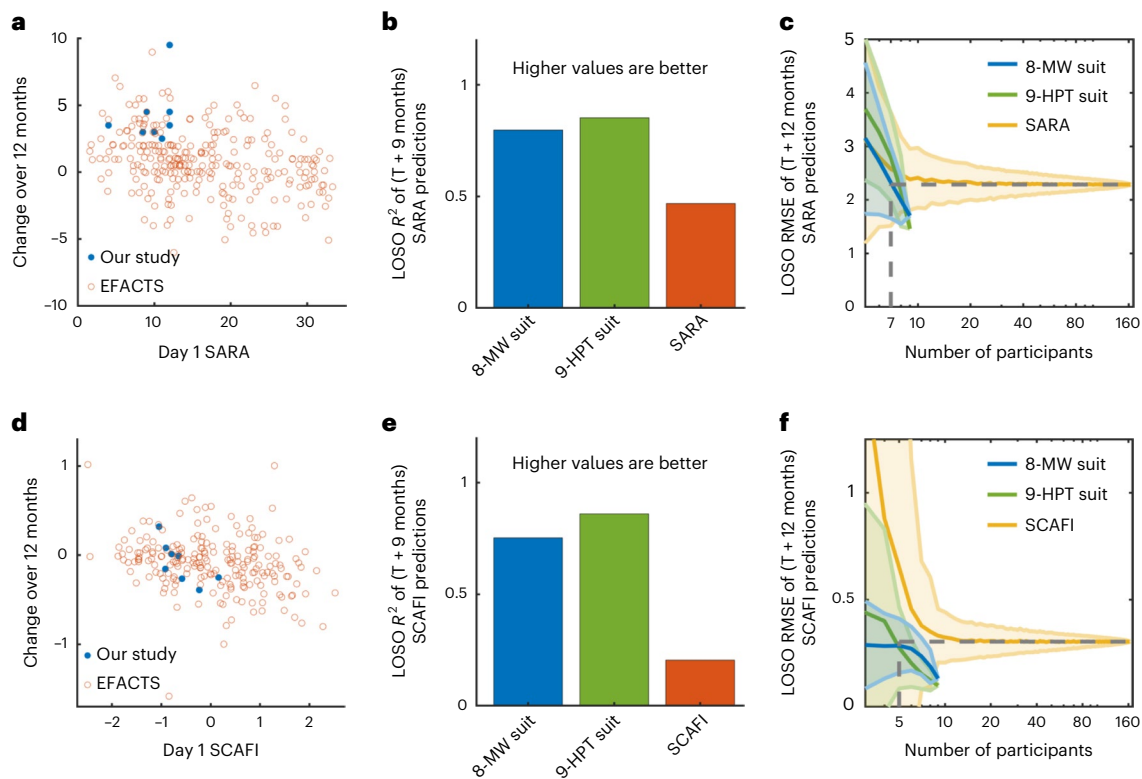 a
10
5
0
−5
−10
Change over 12 months
Our study
EFACTS
0
10
20
30
Day 1 SARA
b
Higher values are better
1
0.5
0
LOSO R² of (T + 9 months)
SARA predictions
8-MW suit
9-HPT suit
SARA
c
5
4
3
2
1
0
LOSO RMSE of (T + 12 months)
SARA predictions
8-MW suit
9-HPT suit
SARA
7
10
20
40
80
160
Number of participants
d
1
0
−1
Change over 12 months
Our study
EFACTS
−2
−1
0
1
2
Day 1 SCAFI
e
Higher values are better
1
0.5
0
LOSO R² of (T + 9 months)
SCAFI predictions
8-MW suit
9-HPT suit
SCAFI
f
1
0.5
0
LOSO RMSE of (T + 12 months)
SCAFI predictions
8-MW suit
9-HPT suit
SCAFI
5
10
20
40
80
160
Number of participants